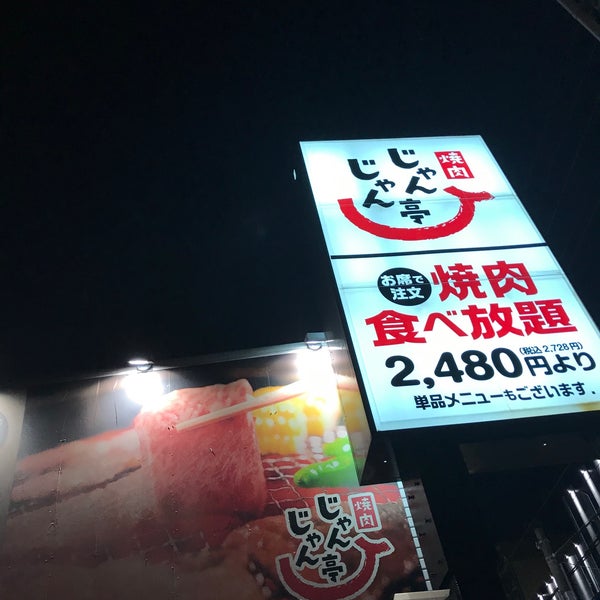 焼肉
じゃんじゃん亭
お席で
注文
焼肉
食べ放題
(税込2,728円)
2,480円より
単品メニューもございます.
焼肉
じゃんじゃん亭